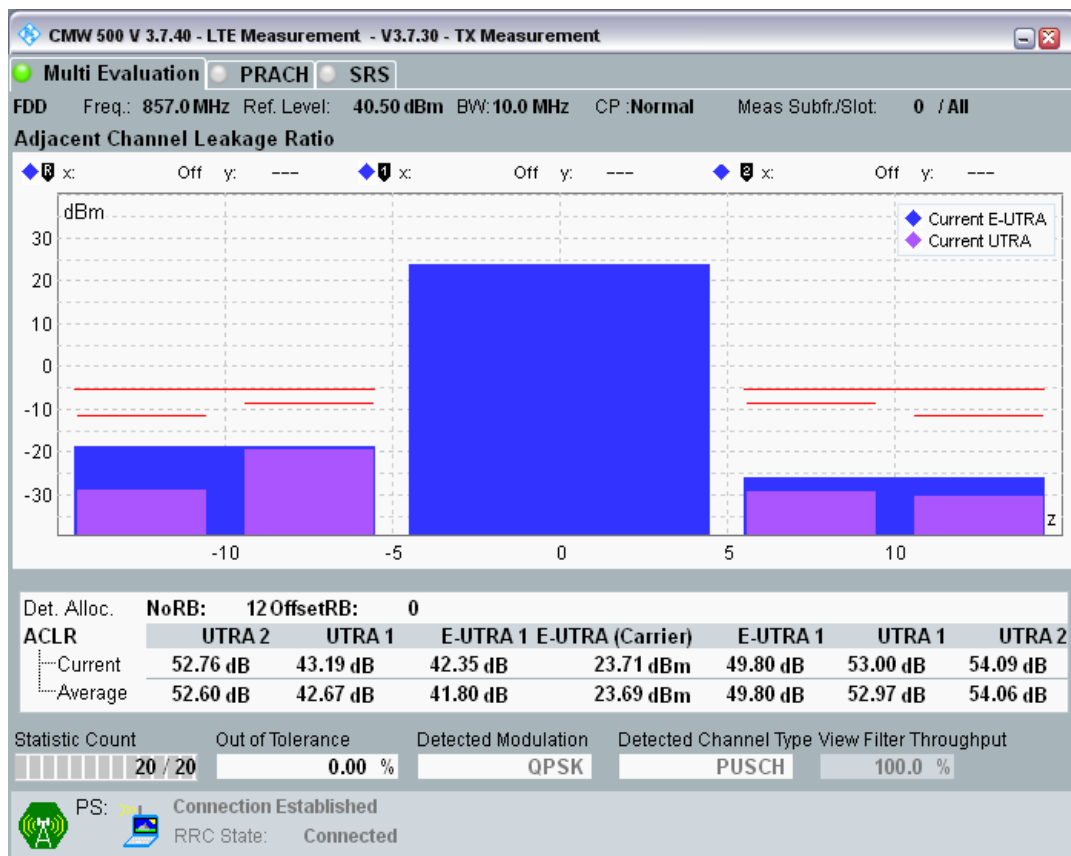 CMW 500 V 3.7.40 - LTE Measurement - V3.7.30 - TX Measurement
Multi Evaluation PRACH SRS
FDD Freq.: 857.0 MHz Ref. Level: 40.50 dBm BW: 10.0 MHz CP :Normal Meas Subfr./Slot: 0 / All
Adjacent Channel Leakage Ratio
R x: Off y: --- 1 x: Off y: --- 2 x: Off y: ---
dBm
Current E-UTRA
Current UTRA
30
20
10
0
-10
-20
-30
z
-10 -5 0 5 10
Det. Alloc. NoRB: 12 OffsetRB: 0
ACLR UTRA 2 UTRA 1 E-UTRA 1 E-UTRA (Carrier) E-UTRA 1 UTRA 1 UTRA 2
Current 52.76 dB 43.19 dB 42.35 dB 23.71 dBm 49.80 dB 53.00 dB 54.09 dB
Average 52.60 dB 42.67 dB 41.80 dB 23.69 dBm 49.80 dB 52.97 dB 54.06 dB
Statistic Count Out of Tolerance Detected Modulation Detected Channel Type View Filter Throughput
20 / 20 0.00 % QPSK PUSCH 100.0 %
PS: Connection Established
RRC State: Connected